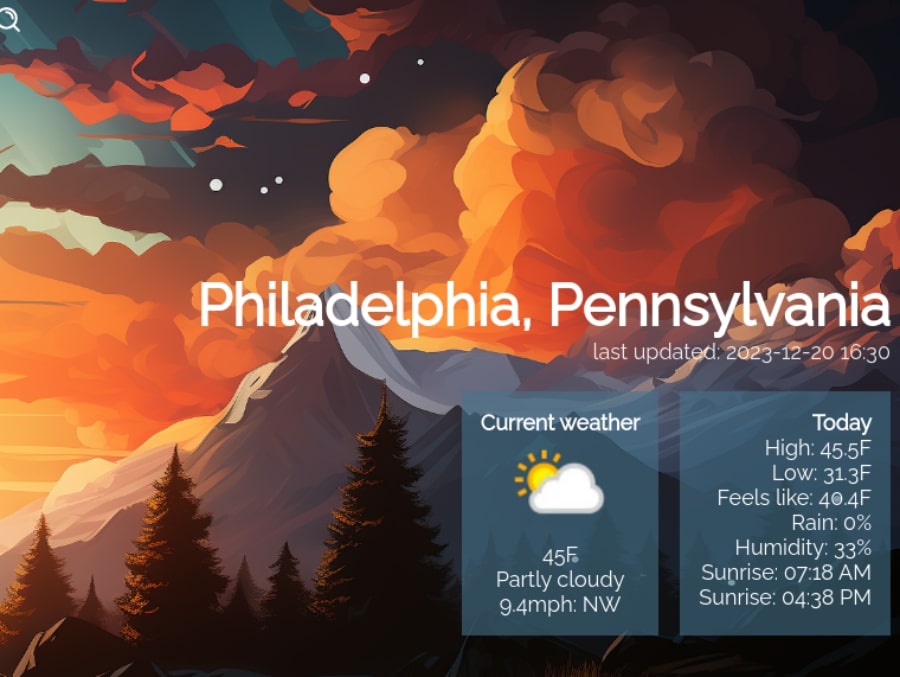 Philadelphia, Pennsylvania
last updated: 2023-12-20 16:30
Current weather
45F
Partly cloudy
9.4mph: NW
Today
High: 45.5F
Low: 31.3F
Feels like: 40.4F
Rain: 0%
Humidity: 33%
Sunrise: 07:18 AM
Sunrise: 04:38 PM